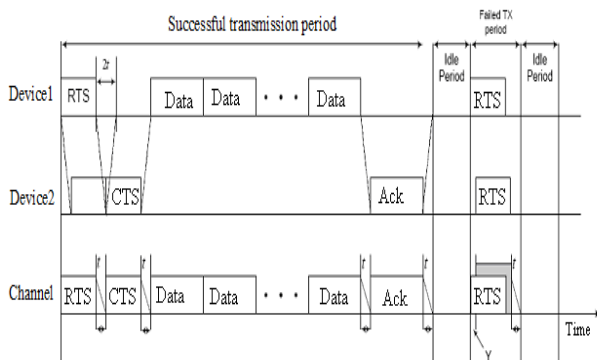 Successful transmission period
Failed TX period
Idle Period
Idle Period
2t
Device1
RTS
Data
Data
. . .
Data
RTS
Device2
CTS
Ack
RTS
t
t
t
t
t
Channel
RTS
CTS
Data
Data
. . .
Data
Ack
RTS
Time
Y